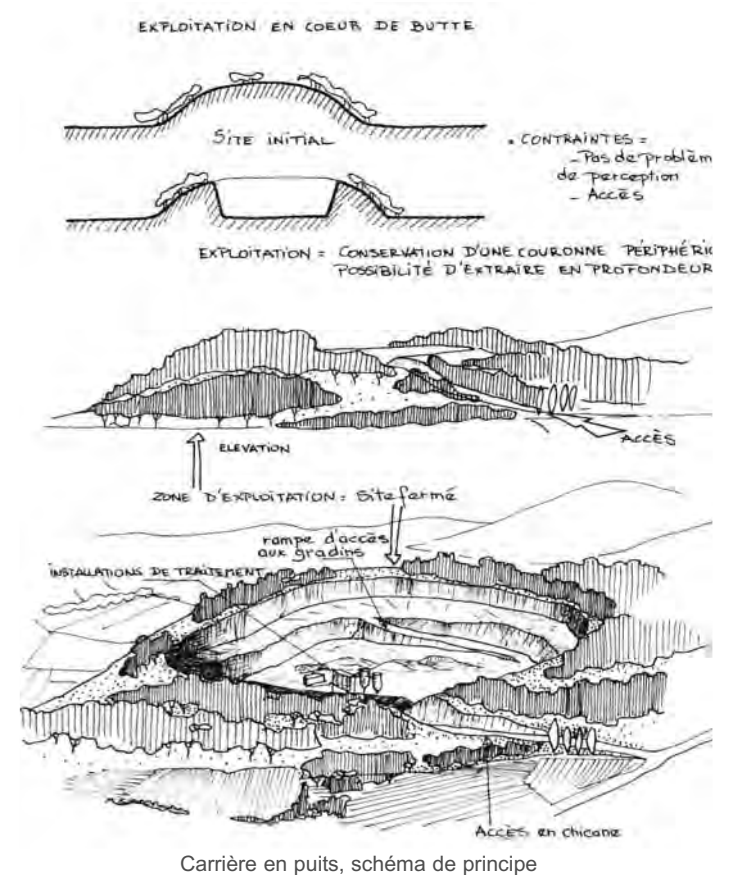 EXPLOITATION EN COEUR DE BUTTE
SITE INITIAL
. CONTRAINTES =
- Pas de problèm
de perception
- Accès
EXPLOITATION = CONSERVATION D'UNE COURONNE PÉRIPHÉRI
POSSIBILITÉ D'EXTRAIRE EN PROFONDEUR
ACCÈS
ELEVATION
ZONE D'EXPLOITATION = Site fermé
rampe d'accès
aux gradins
INSTALLATIONS DE TRAITEMENT
ACCÈS en chicane
Carrière en puits, schéma de principe